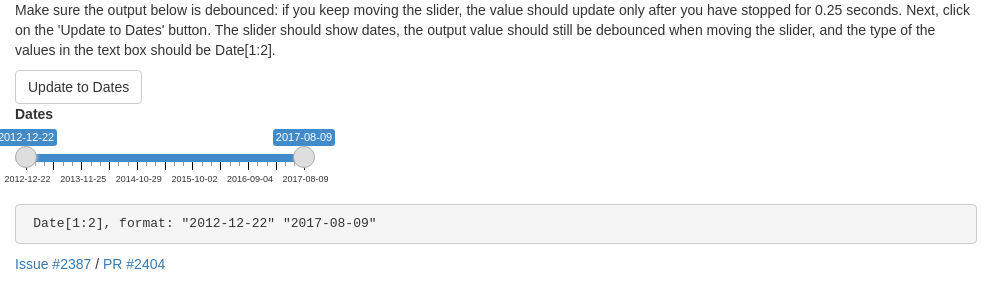 Make sure the output below is debounced: if you keep moving the slider, the value should update only after you have stopped for 0.25 seconds. Next, click
on the 'Update to Dates' button. The slider should show dates, the output value should still be debounced when moving the slider, and the type of the
values in the text box should be Date[1:2].
Update to Dates
Dates
2012-12-22 2017-08-09
2012-12-22 2013-11-25 2014-10-29 2015-10-02 2016-09-04 2017-08-09
Date[1:2], format: "2012-12-22" "2017-08-09"
Issue #2387 / PR #2404